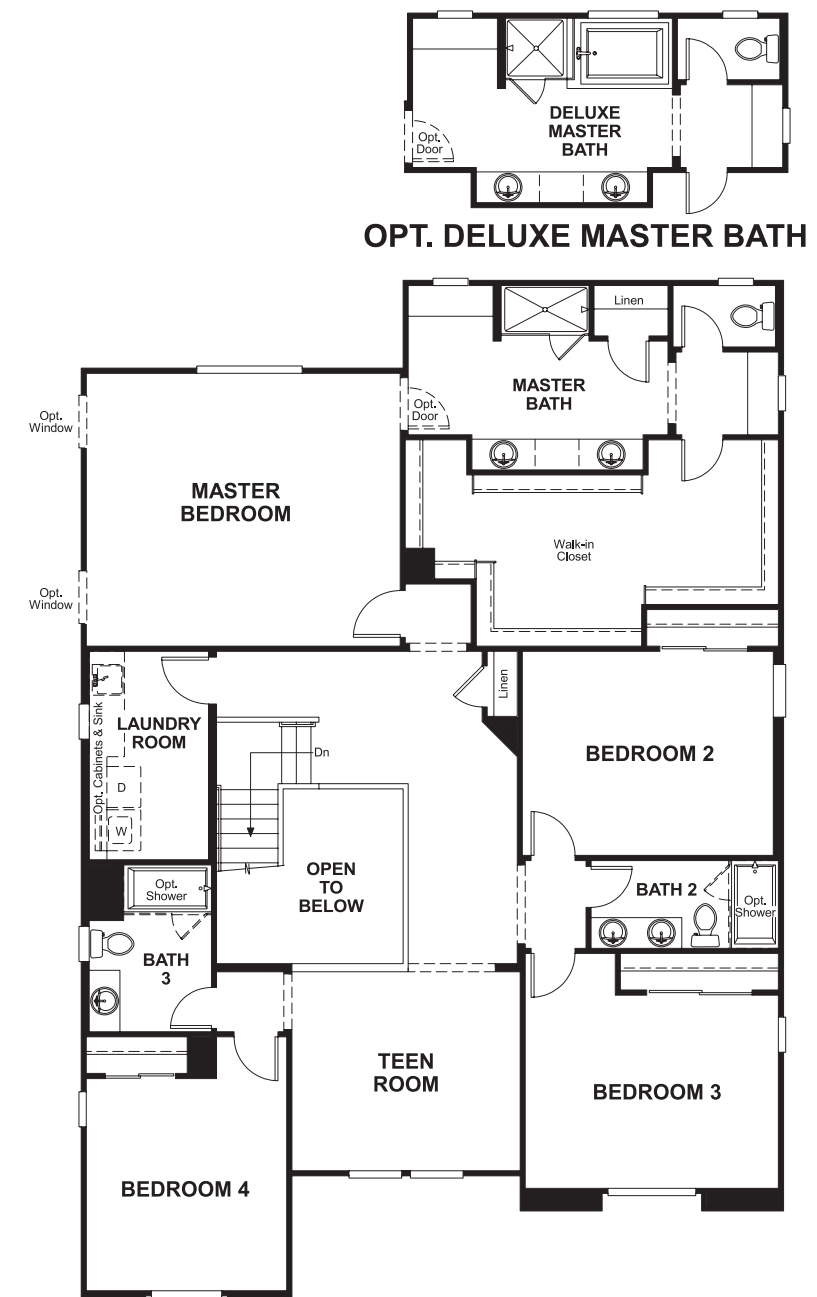 DELUXE
MASTER
BATH
Opt.
Door
OPT. DELUXE MASTER BATH
Linen
MASTER
BATH
Opt.
Door
Opt.
Window
MASTER
BEDROOM
Walk-in
Closet
Opt.
Window
Linen
LAUNDRY
ROOM
Opt. Cabinets & Sink
Dn
BEDROOM 2
D
W
OPEN
TO
BELOW
Opt.
Shower
BATH 2
Opt.
Shower
BATH
3
TEEN
ROOM
BEDROOM 3
BEDROOM 4